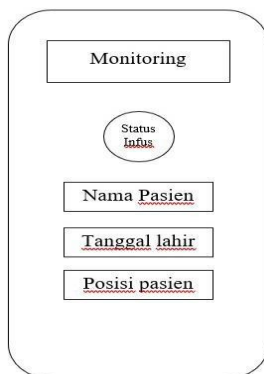 Monitoring
Status
Infus
Nama Pasien
Tanggal lahir
Posisi pasien